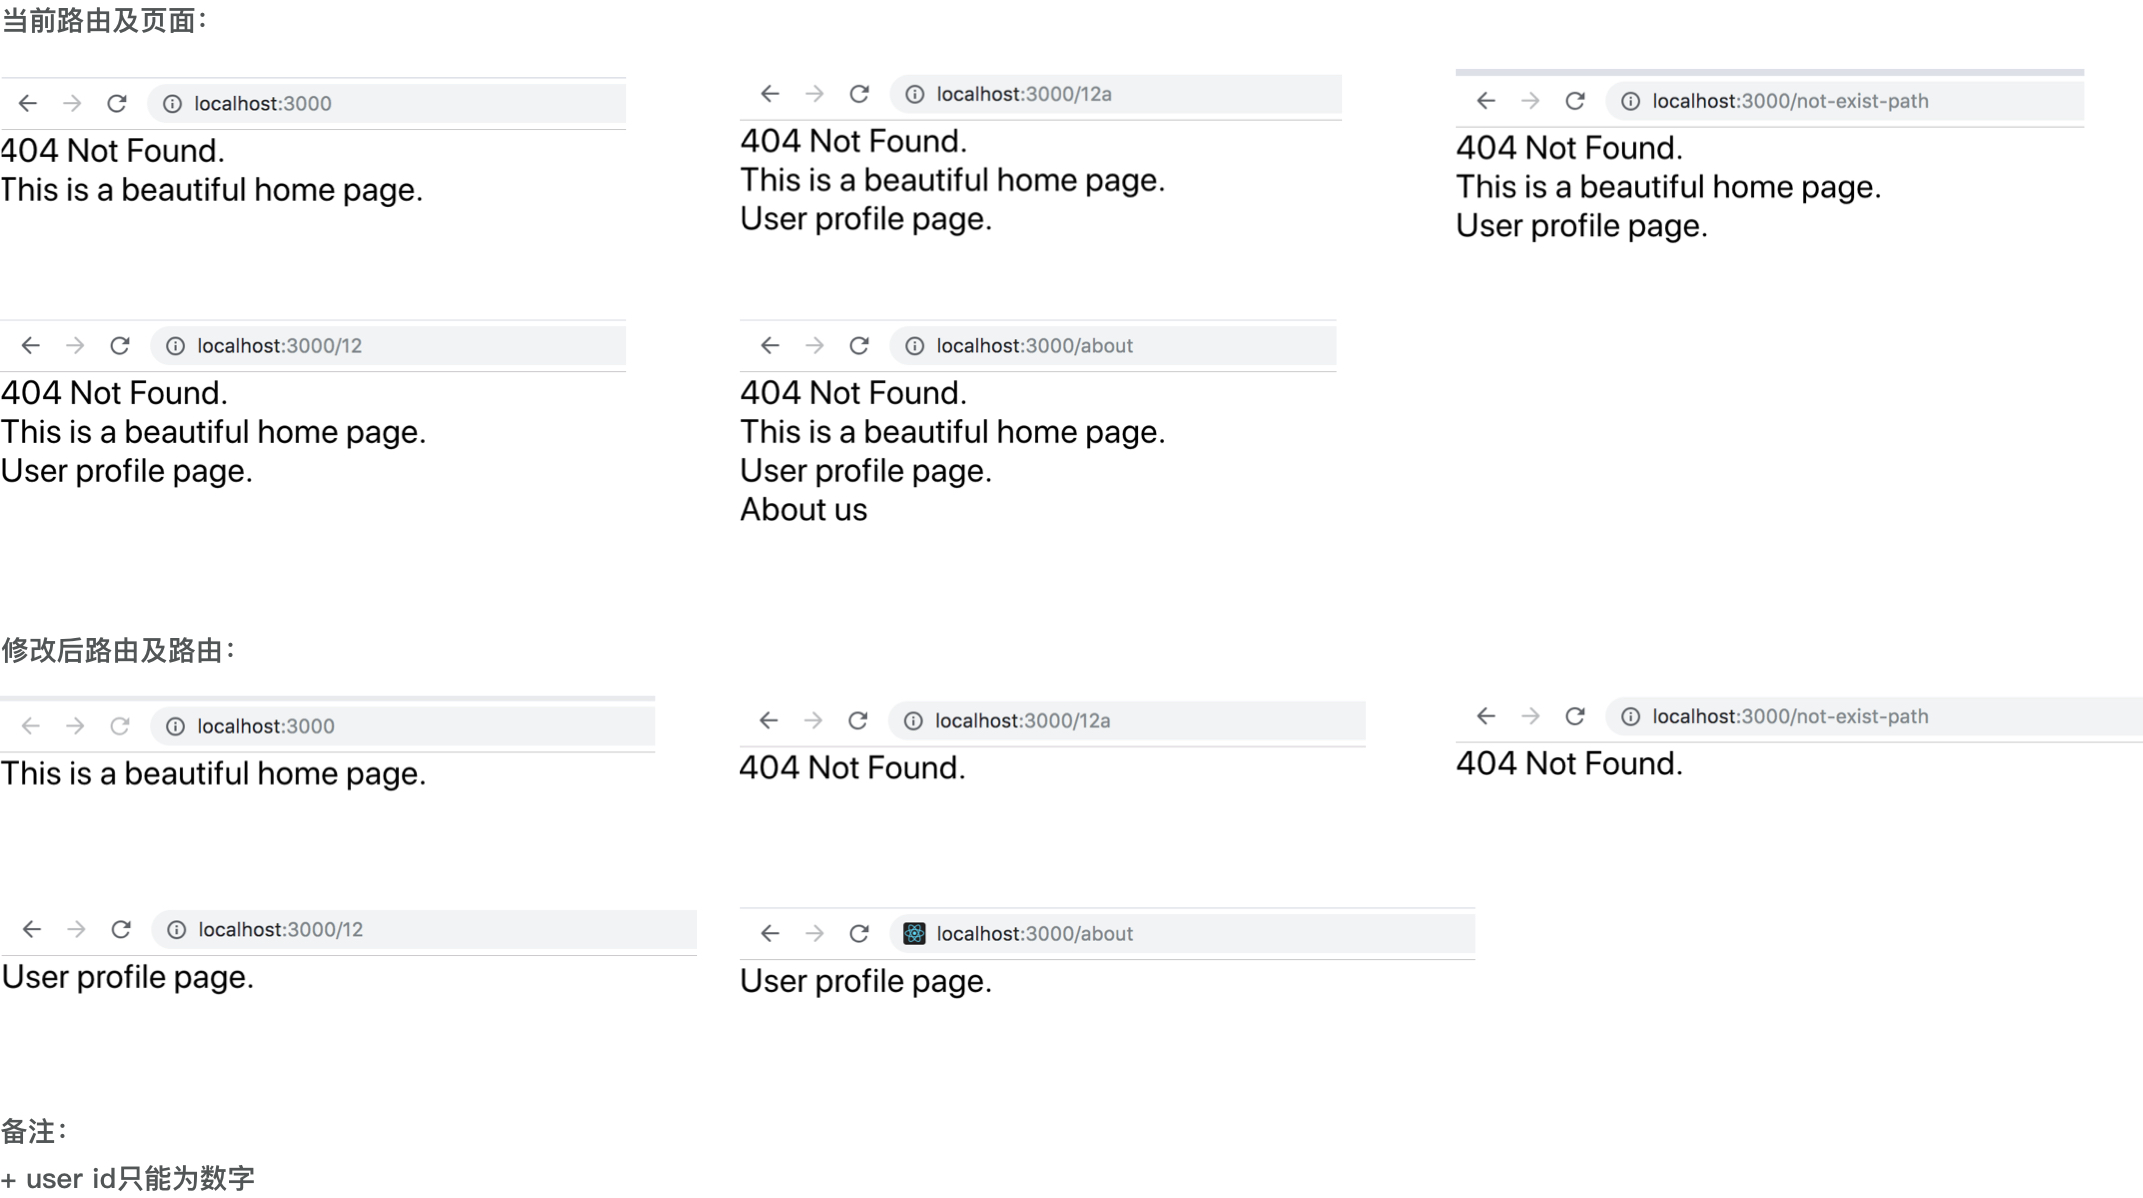 当前路由及页面：
localhost:3000
404 Not Found.
This is a beautiful home page.
localhost:3000/12a
404 Not Found.
This is a beautiful home page.
User profile page.
localhost:3000/not-exist-path
404 Not Found.
This is a beautiful home page.
User profile page.
localhost:3000/12
404 Not Found.
This is a beautiful home page.
User profile page.
localhost:3000/about
404 Not Found.
This is a beautiful home page.
User profile page.
About us
修改后路由及路由：
localhost:3000
This is a beautiful home page.
localhost:3000/12a
404 Not Found.
localhost:3000/not-exist-path
404 Not Found.
localhost:3000/12
User profile page.
localhost:3000/about
User profile page.
备注：
+ user id只能为数字